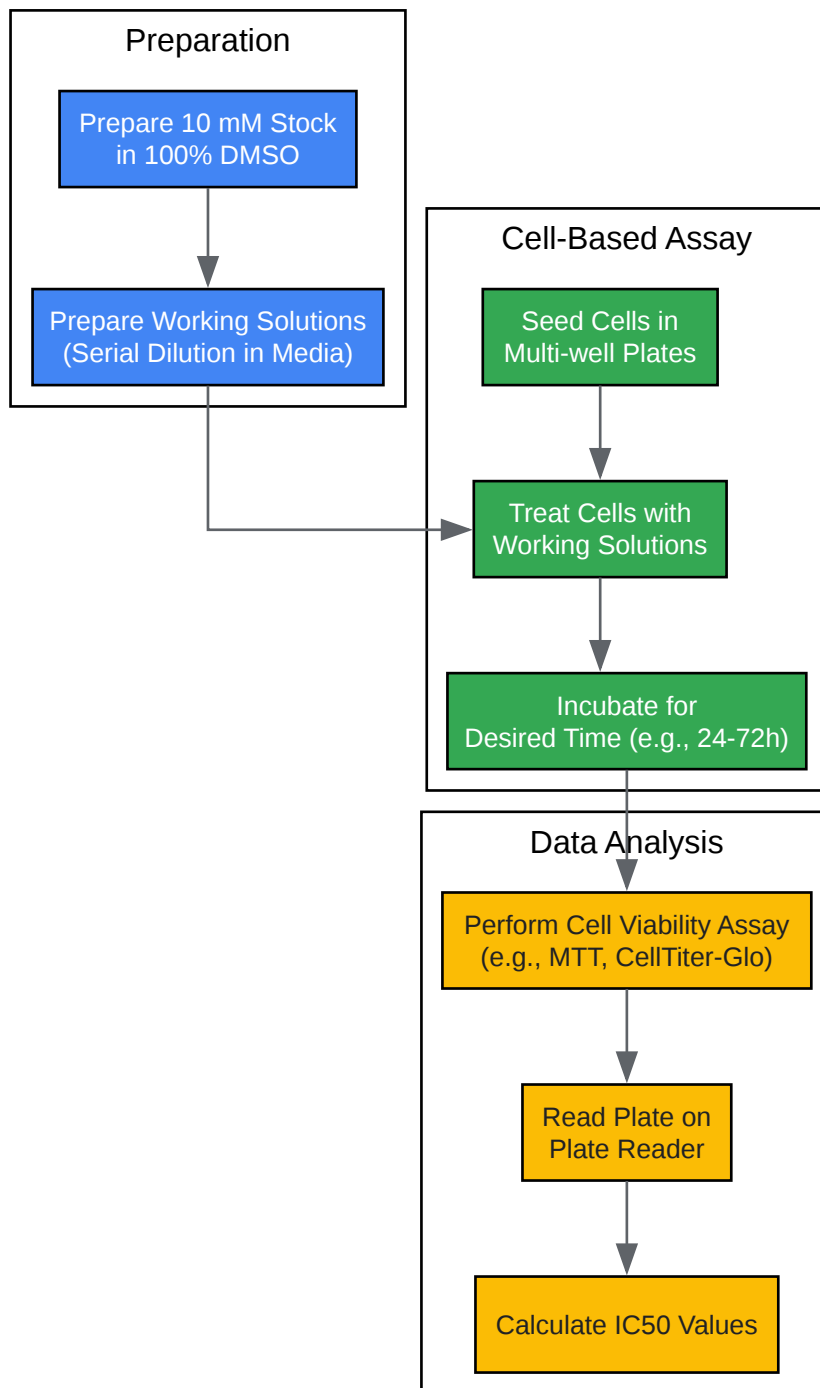 Preparation
Prepare 10 mM Stock
in 100% DMSO
Prepare Working Solutions
(Serial Dilution in Media)
Cell-Based Assay
Seed Cells in
Multi-well Plates
Treat Cells with
Working Solutions
Incubate for
Desired Time (e.g., 24-72h)
Data Analysis
Perform Cell Viability Assay
(e.g., MTT, CellTiter-Glo)
Read Plate on
Plate Reader
Calculate IC50 Values